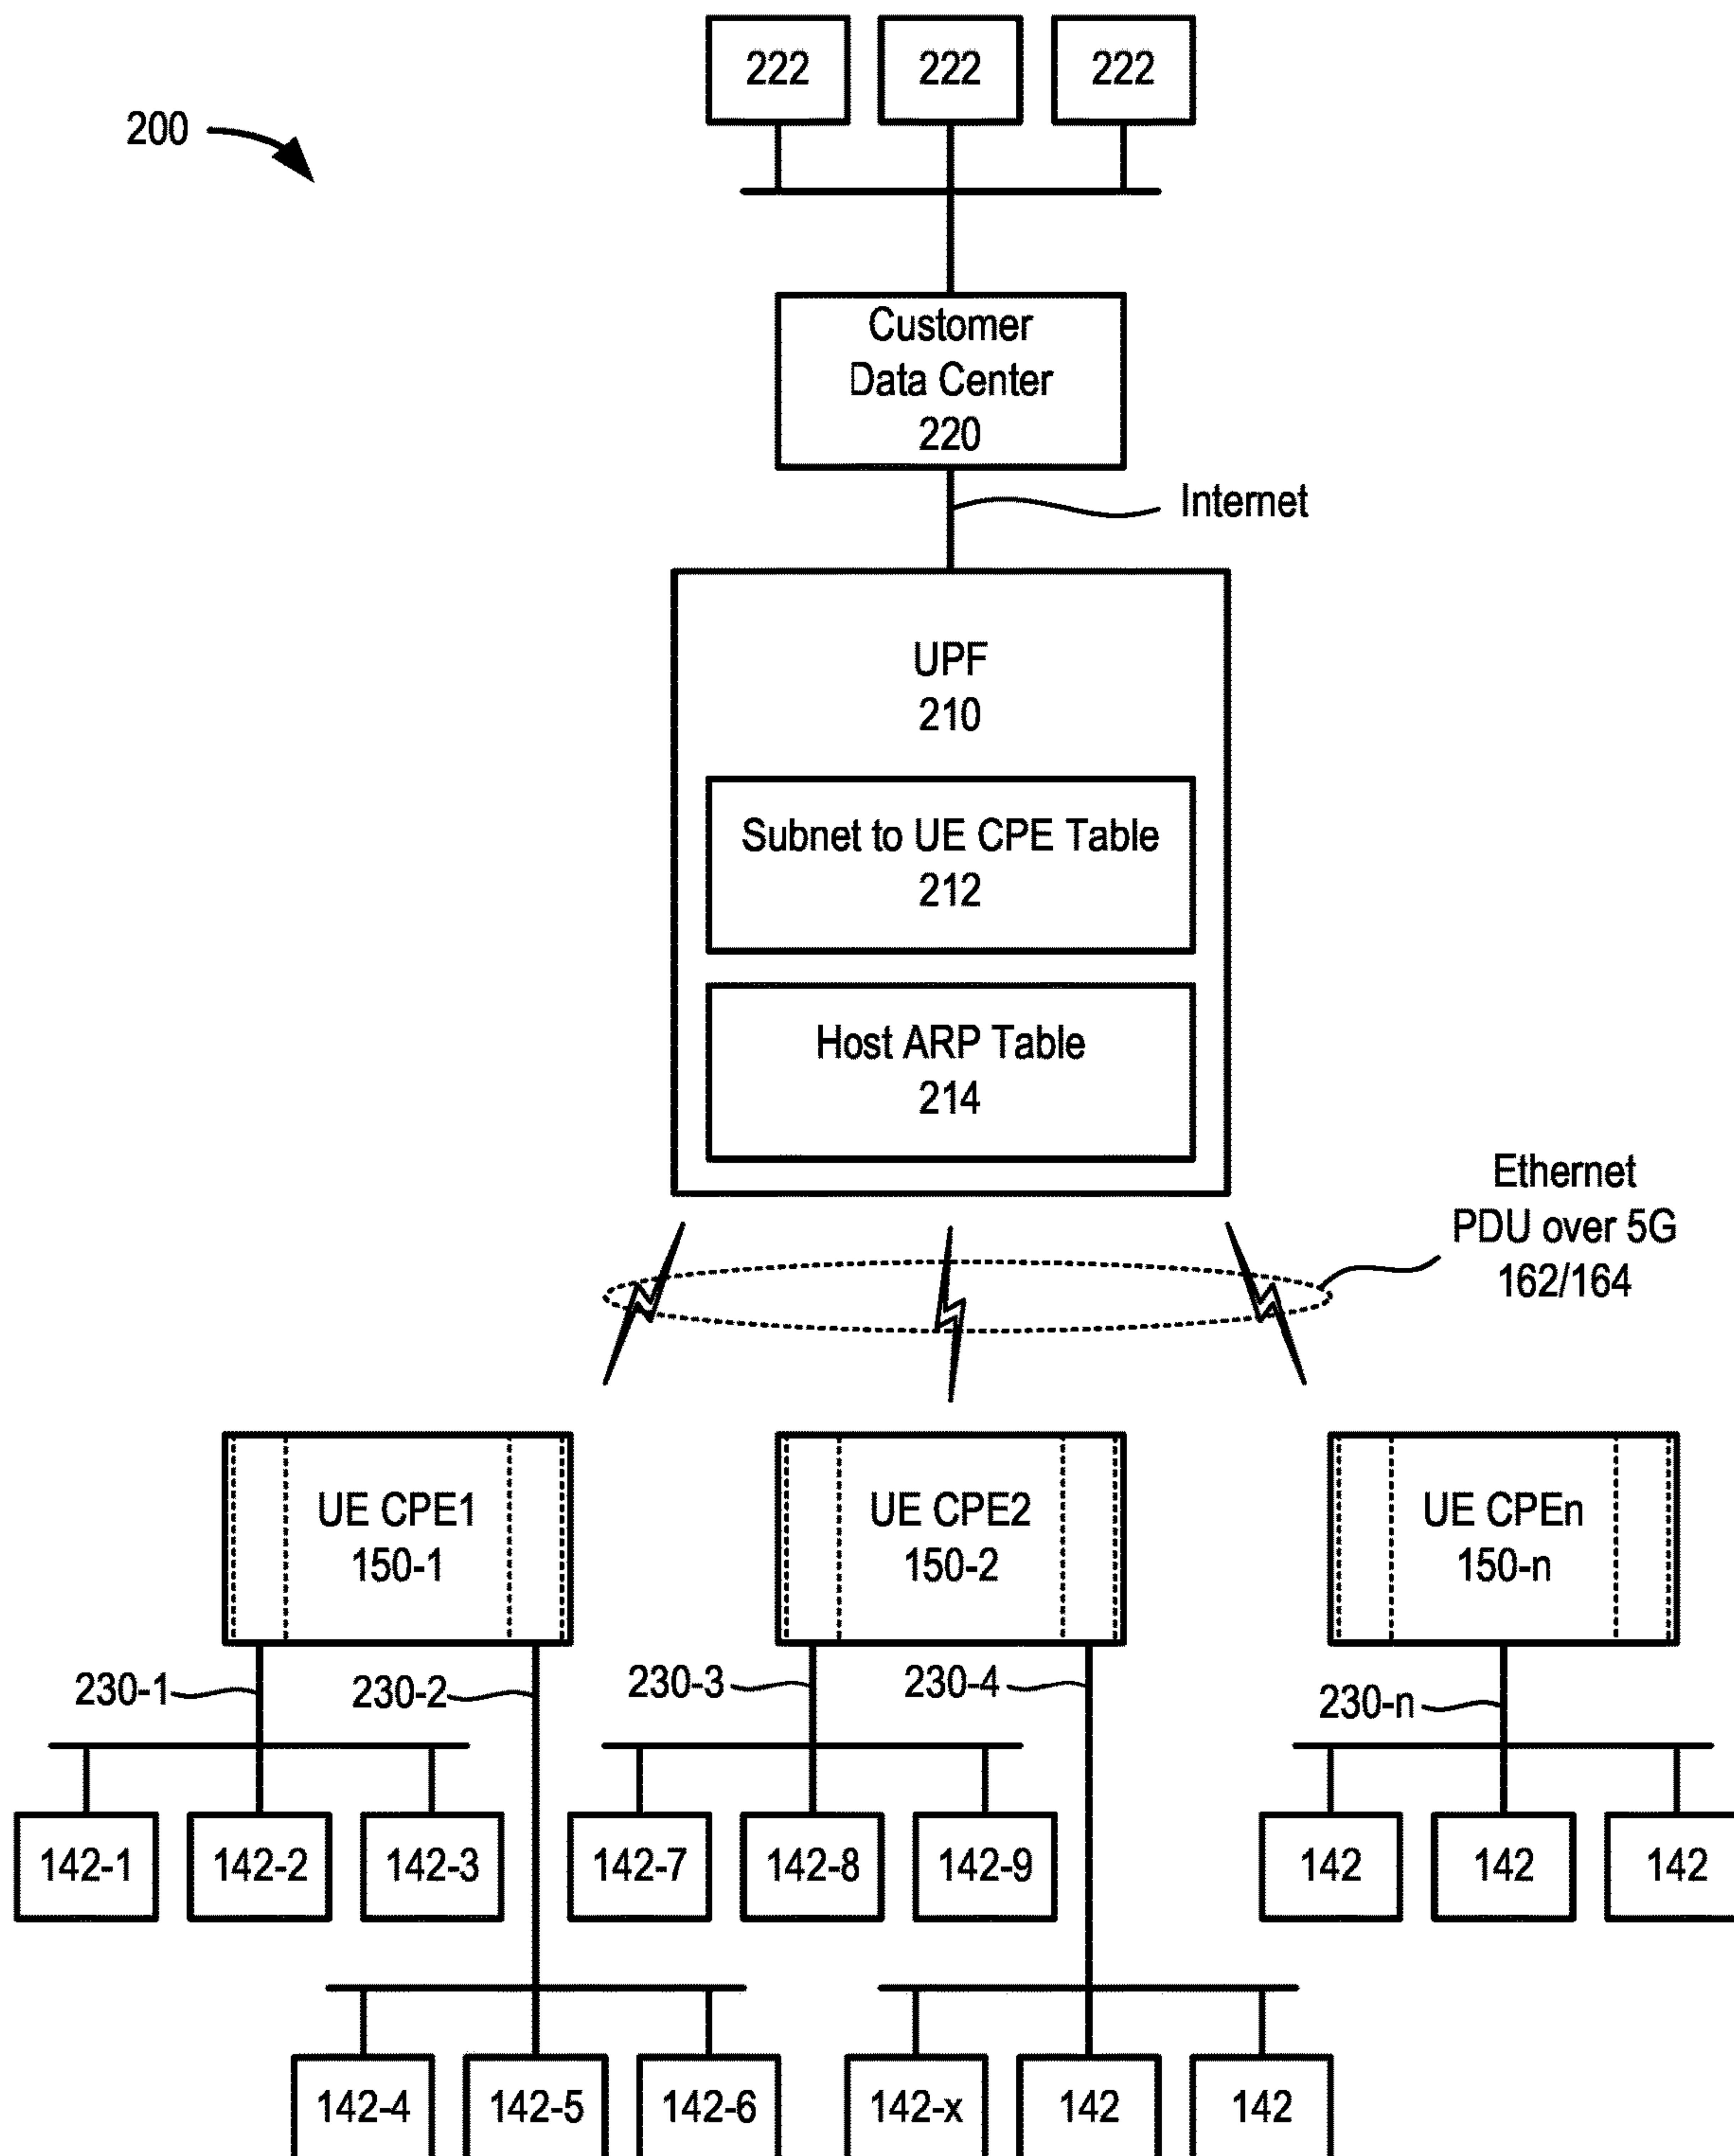 222
222
222
200
Customer
Data Center
220
Internet
UPF
210
Subnet to UE CPE Table
212
Host ARP Table
214
Ethernet
PDU over 5G
162/164
UE CPE1
150-1
UE CPE2
150-2
UE CPEn
150-n
230-1
230-2
230-3
230-4
230-n
142-1
142-2
142-3
142-7
142-8
142-9
142
142
142
142-4
142-5
142-6
142-x
142
142